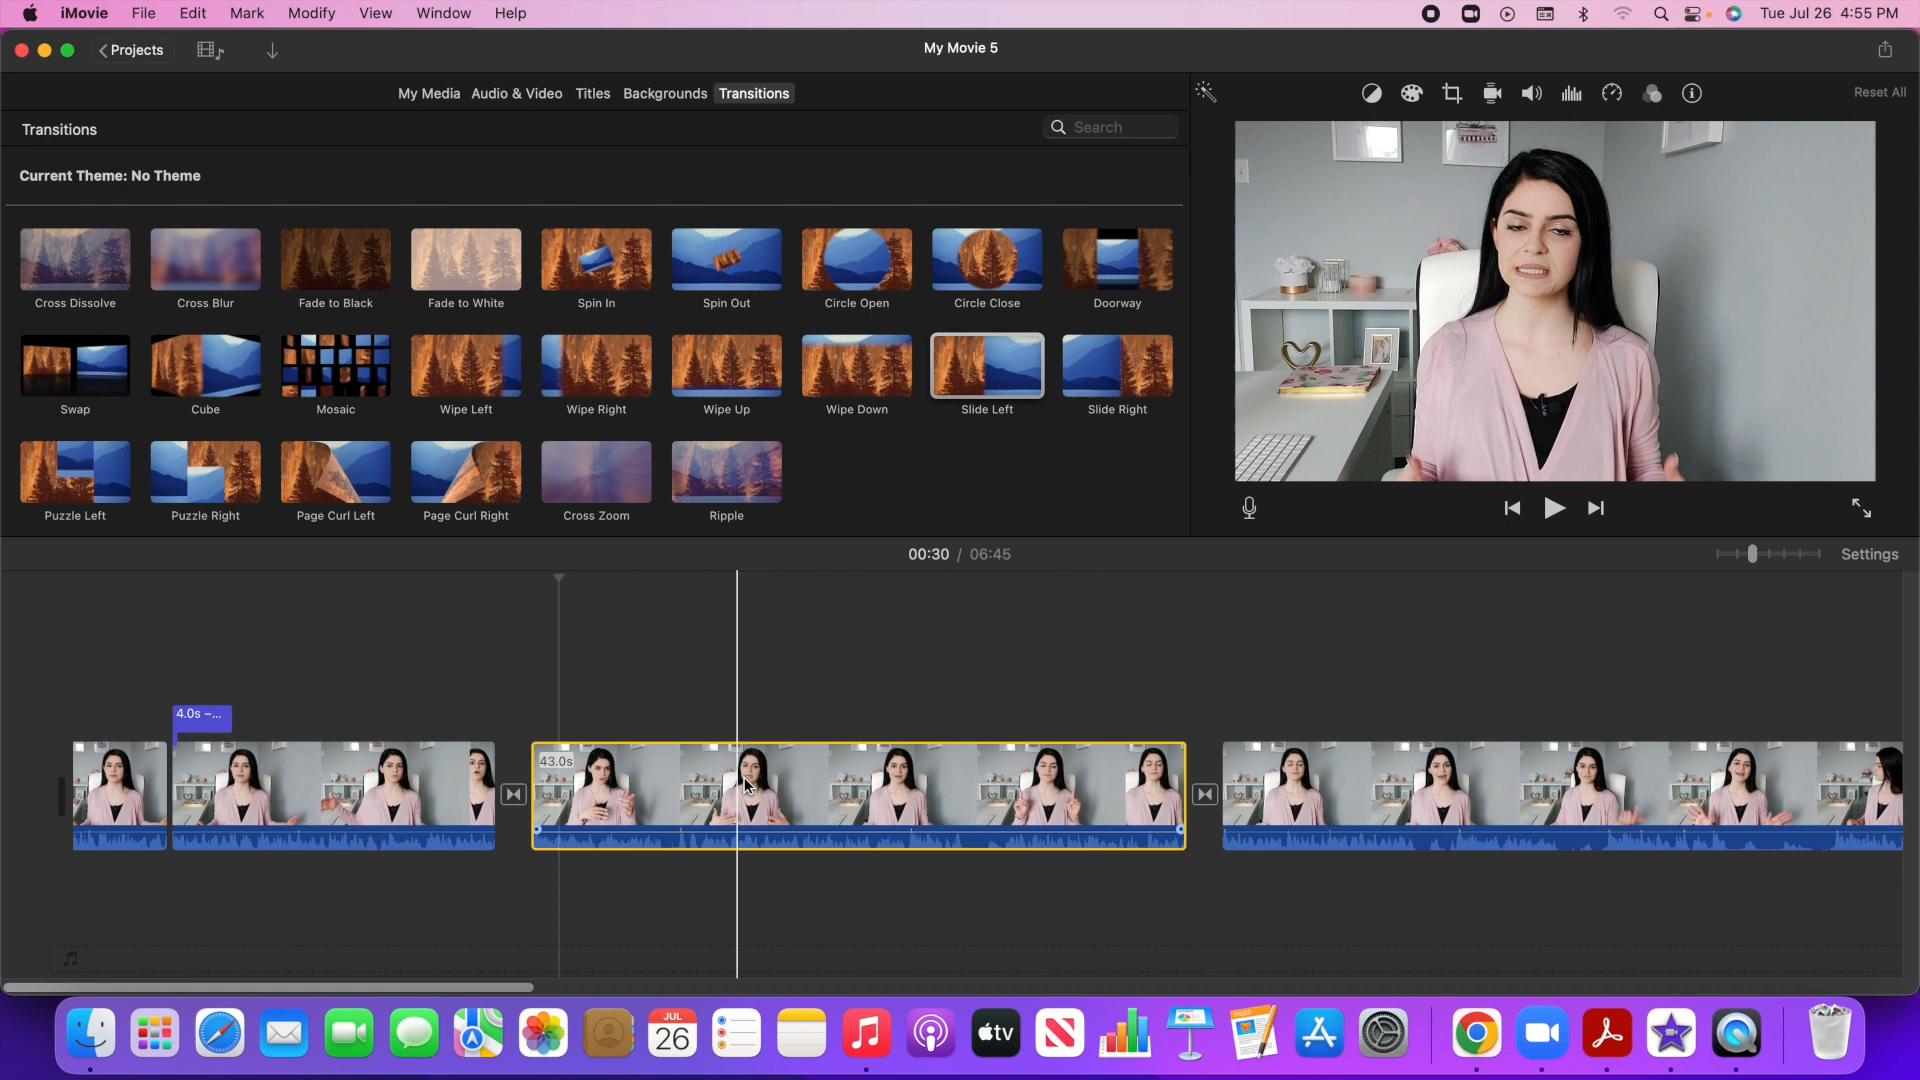 iMovie File Edit Mark Modify View Window Help Tue Jul 26 4:55 PM
Projects My Movie 5
My Media Audio & Video Titles Backgrounds Transitions Reset All
Transitions Search
Current Theme: No Theme
Cross Dissolve Cross Blur Fade to Black Fade to White Spin In Spin Out Circle Open Circle Close Doorway
Swap Cube Mosaic Wipe Left Wipe Right Wipe Up Wipe Down Slide Left Slide Right
Puzzle Left Puzzle Right Page Curl Left Page Curl Right Cross Zoom Ripple
00:30 / 06:45 Settings
4.0s –...
43.0s
JUL
26
tv
PAGES